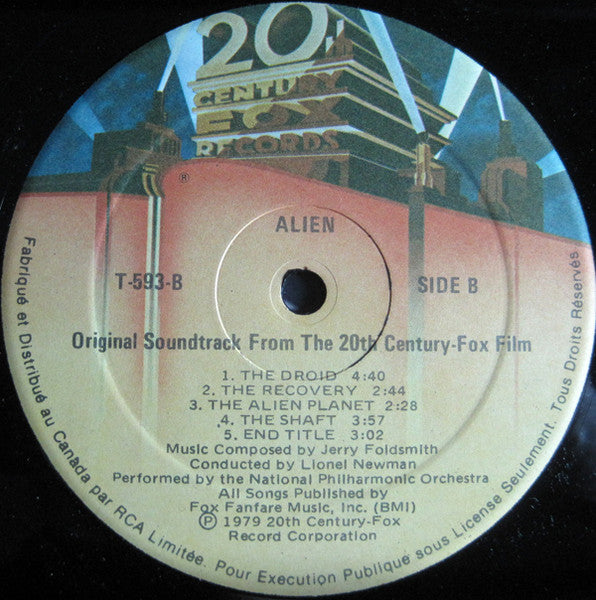 20th
CENTURY
FOX
RECORDS
®
ALIEN
T-593-B
SIDE B
Original Soundtrack From The 20th Century-Fox Film
1. THE DROID 4:40
2. THE RECOVERY 2:44
3. THE ALIEN PLANET 2:28
4. THE SHAFT 3:57
5. END TITLE 3:02
Music Composed by Jerry Foldsmith
Conducted by Lionel Newman
Performed by the National Philharmonic Orchestra
All Songs Published by
Fox Fanfare Music, Inc. (BMI)
Ⓟ 1979 20th Century-Fox
Record Corporation
Fabriqué et Distribué au Canada par RCA Limitée. Pour Execution Publique sous License Seulement. Tous Droits Réservés